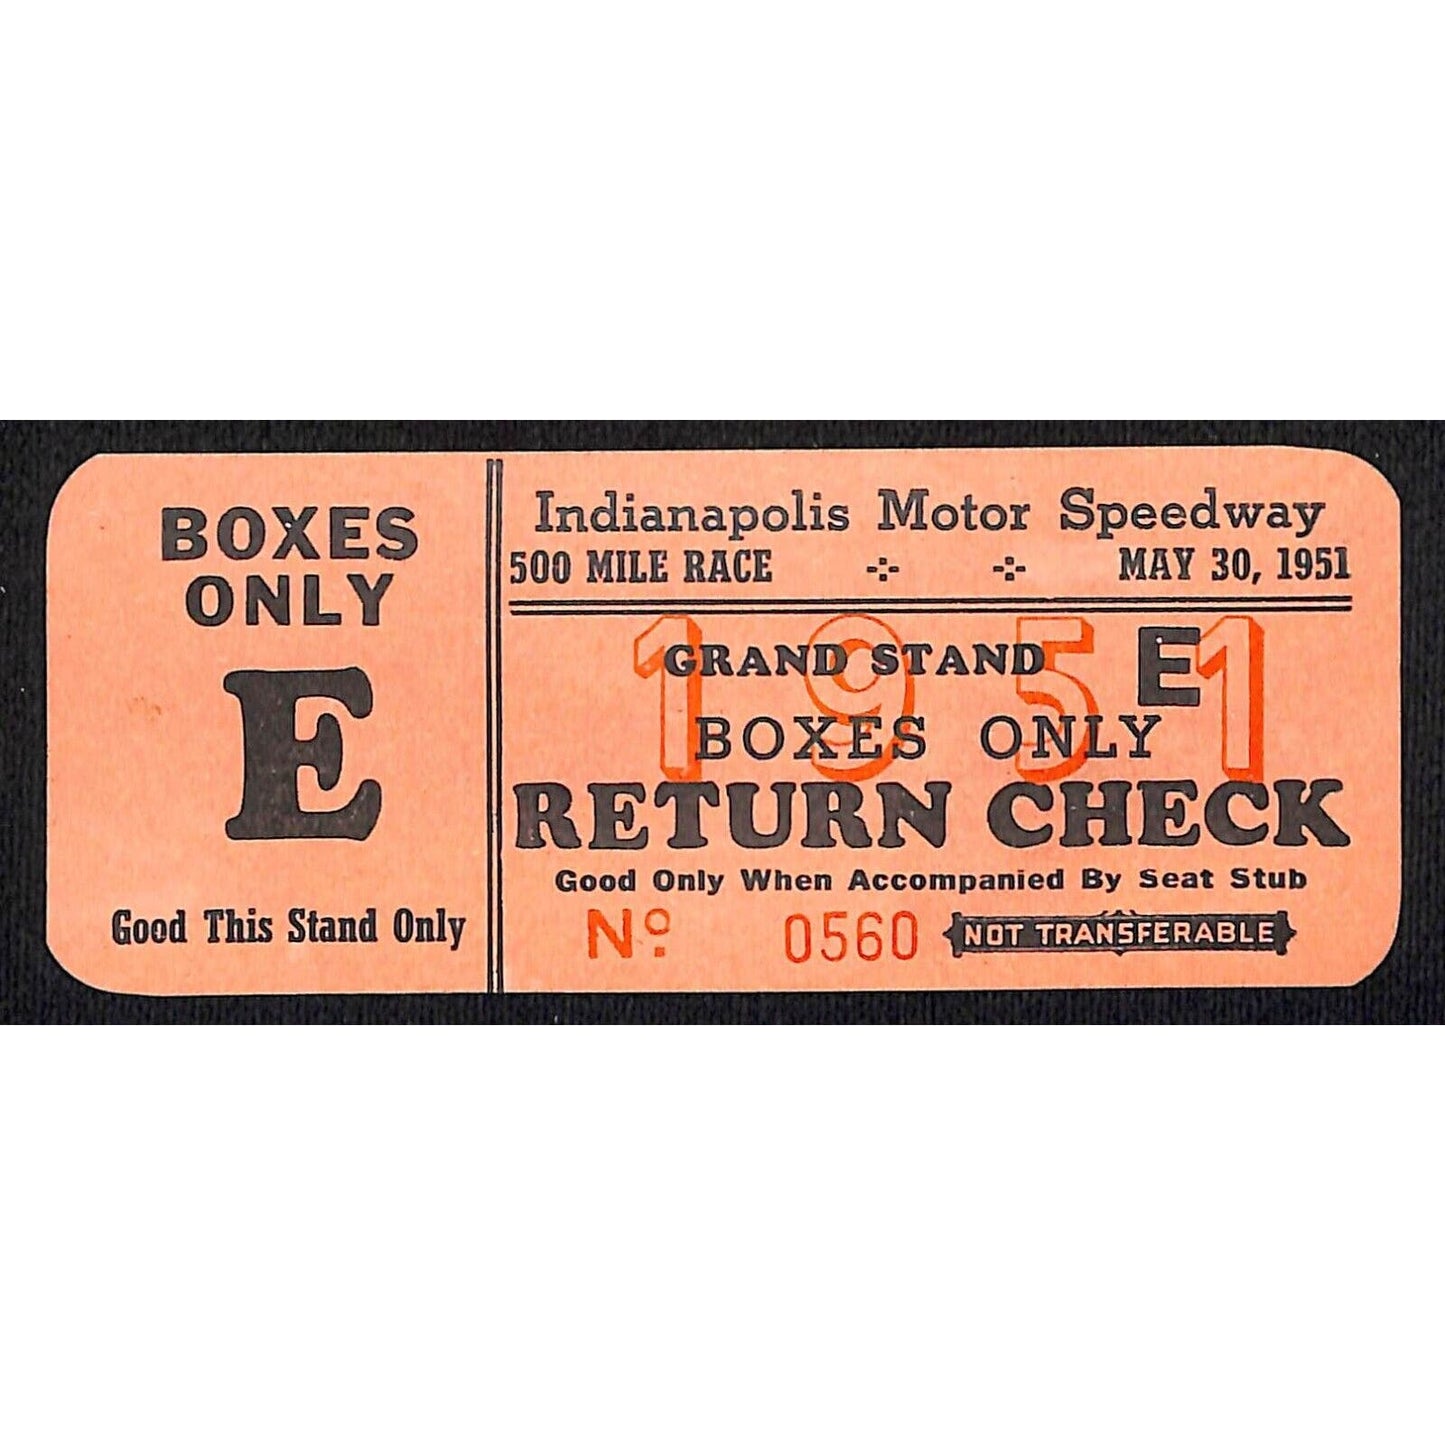 BOXES
ONLY
E
Good This Stand Only
Indianapolis Motor Speedway
500 MILE RACE MAY 30, 1951
1951
GRAND STAND E
BOXES ONLY
RETURN CHECK
Good Only When Accompanied By Seat Stub
Nº. 0560 NOT TRANSFERABLE